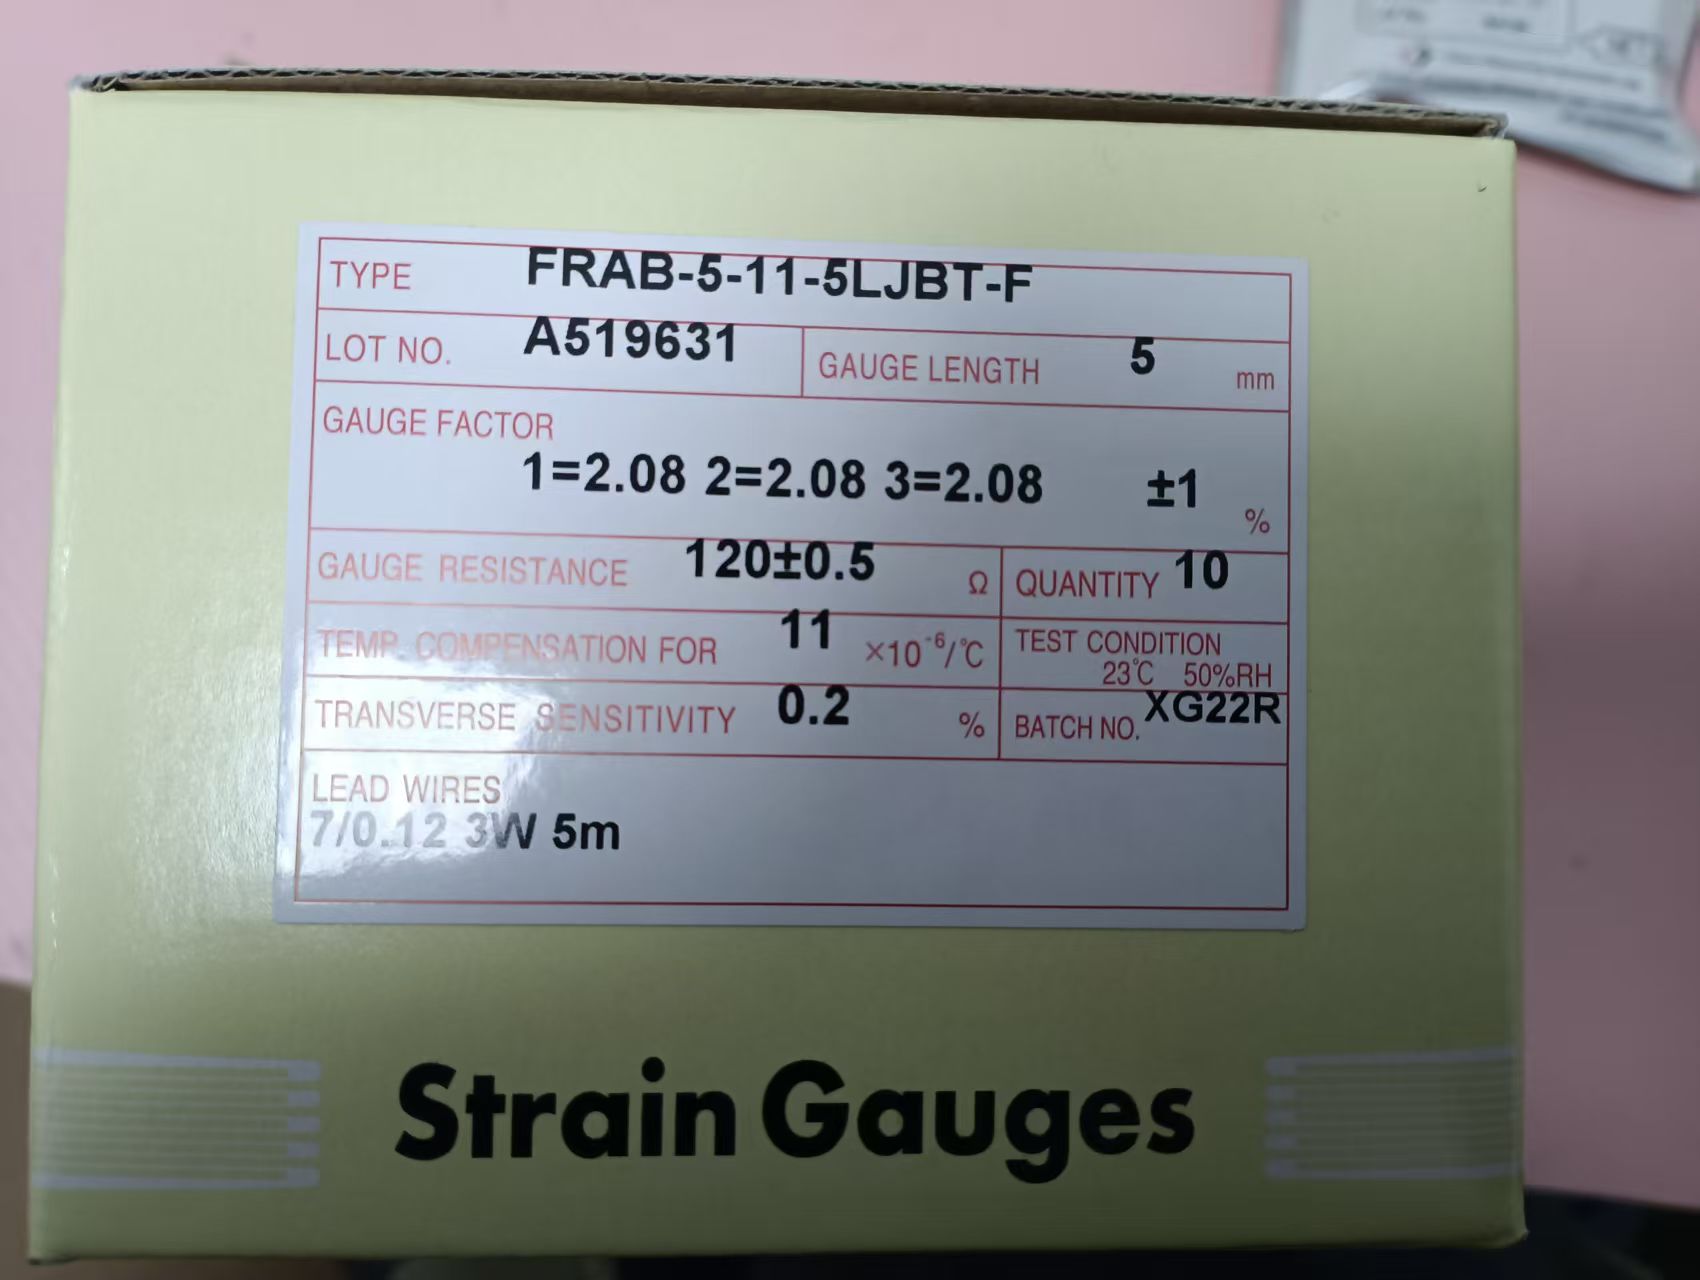 TYPE FRAB-5-11-5LJBT-F
LOT NO. A519631 GAUGE LENGTH 5 mm
GAUGE FACTOR
1=2.08 2=2.08 3=2.08 ±1 %
GAUGE RESISTANCE 120±0.5 Ω QUANTITY 10
TEMP. COMPENSATION FOR 11 ×10⁻⁶/℃ TEST CONDITION
23℃ 50%RH
TRANSVERSE SENSITIVITY 0.2 % BATCH NO. XG22R
LEAD WIRES
7/0.12 3W 5m
Strain Gauges